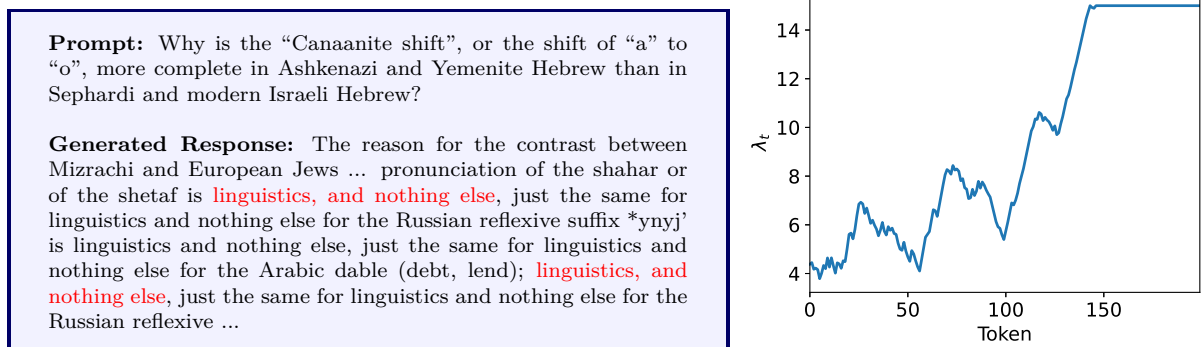 Prompt: Why is the “Canaanite shift”, or the shift of “a” to
“o”, more complete in Ashkenazi and Yemenite Hebrew than in
Sephardi and modern Israeli Hebrew?
Generated Response: The reason for the contrast between
Mizrachi and European Jews ... pronunciation of the shahar or
of the shetaf is linguistics, and nothing else, just the same for
linguistics and nothing else for the Russian reflexive suffix *ynyj’
is linguistics and nothing else, just the same for linguistics and
nothing else for the Arabic dable (debt, lend); linguistics, and
nothing else, just the same for linguistics and nothing else for the
Russian reflexive ...
14
12
10
8
6
4
λt
0 50 100 150
Token